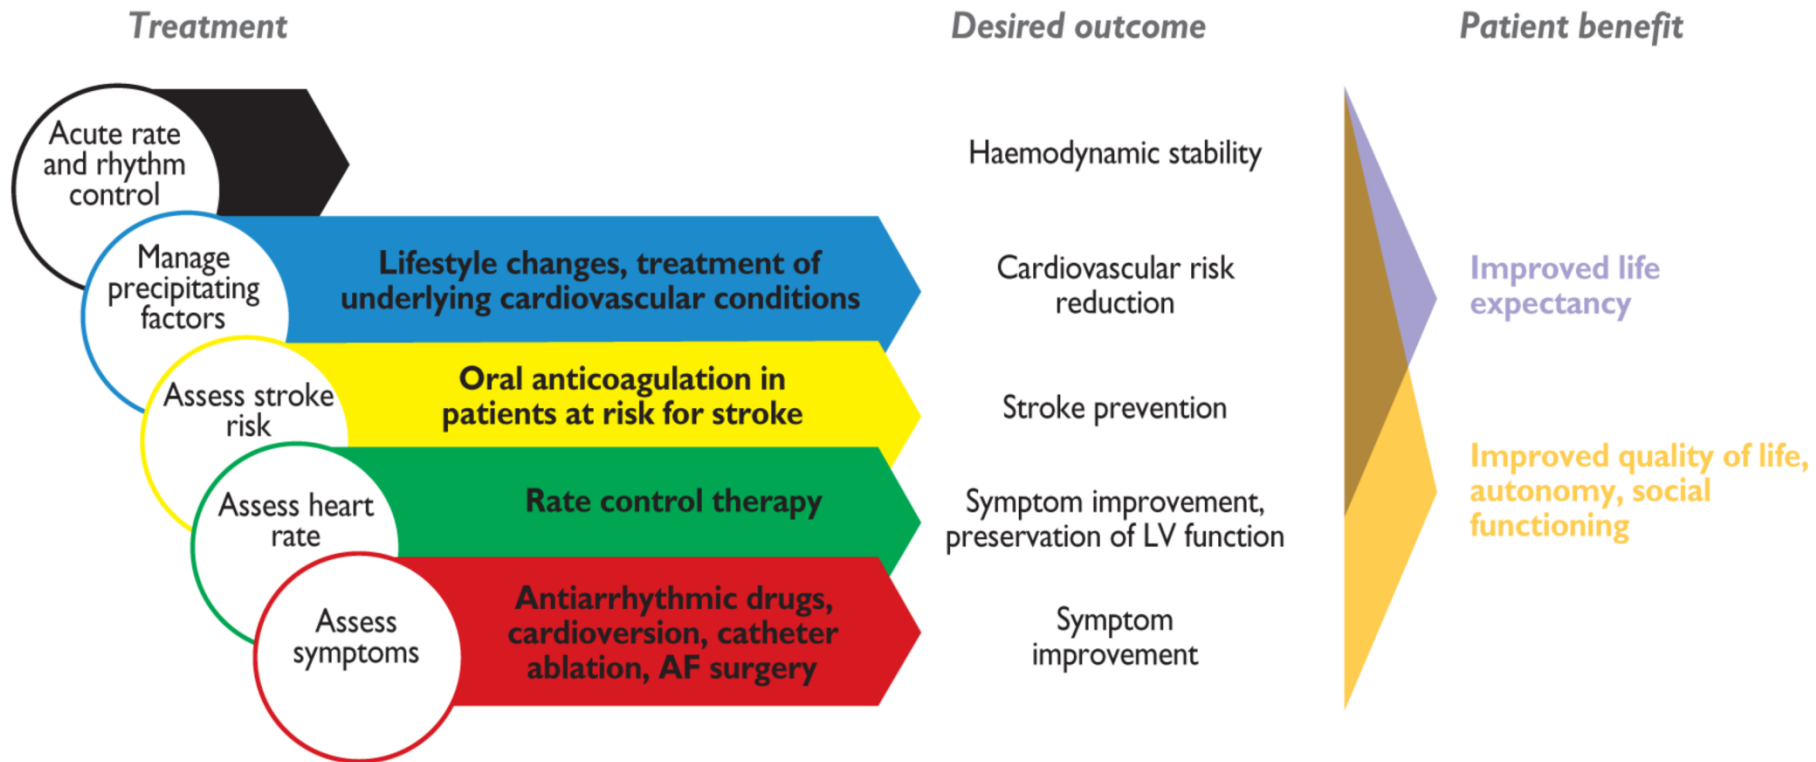 Treatment
Desired outcome
Patient benefit
Acute rate
and rhythm
control
Haemodynamic stability
Manage
precipitating
factors
Lifestyle changes, treatment of
underlying cardiovascular conditions
Cardiovascular risk
reduction
Improved life
expectancy
Assess stroke
risk
Oral anticoagulation in
patients at risk for stroke
Stroke prevention
Improved quality of life,
autonomy, social
functioning
Assess heart
rate
Rate control therapy
Symptom improvement,
preservation of LV function
Assess
symptoms
Antiarrhythmic drugs,
cardioversion, catheter
ablation, AF surgery
Symptom
improvement